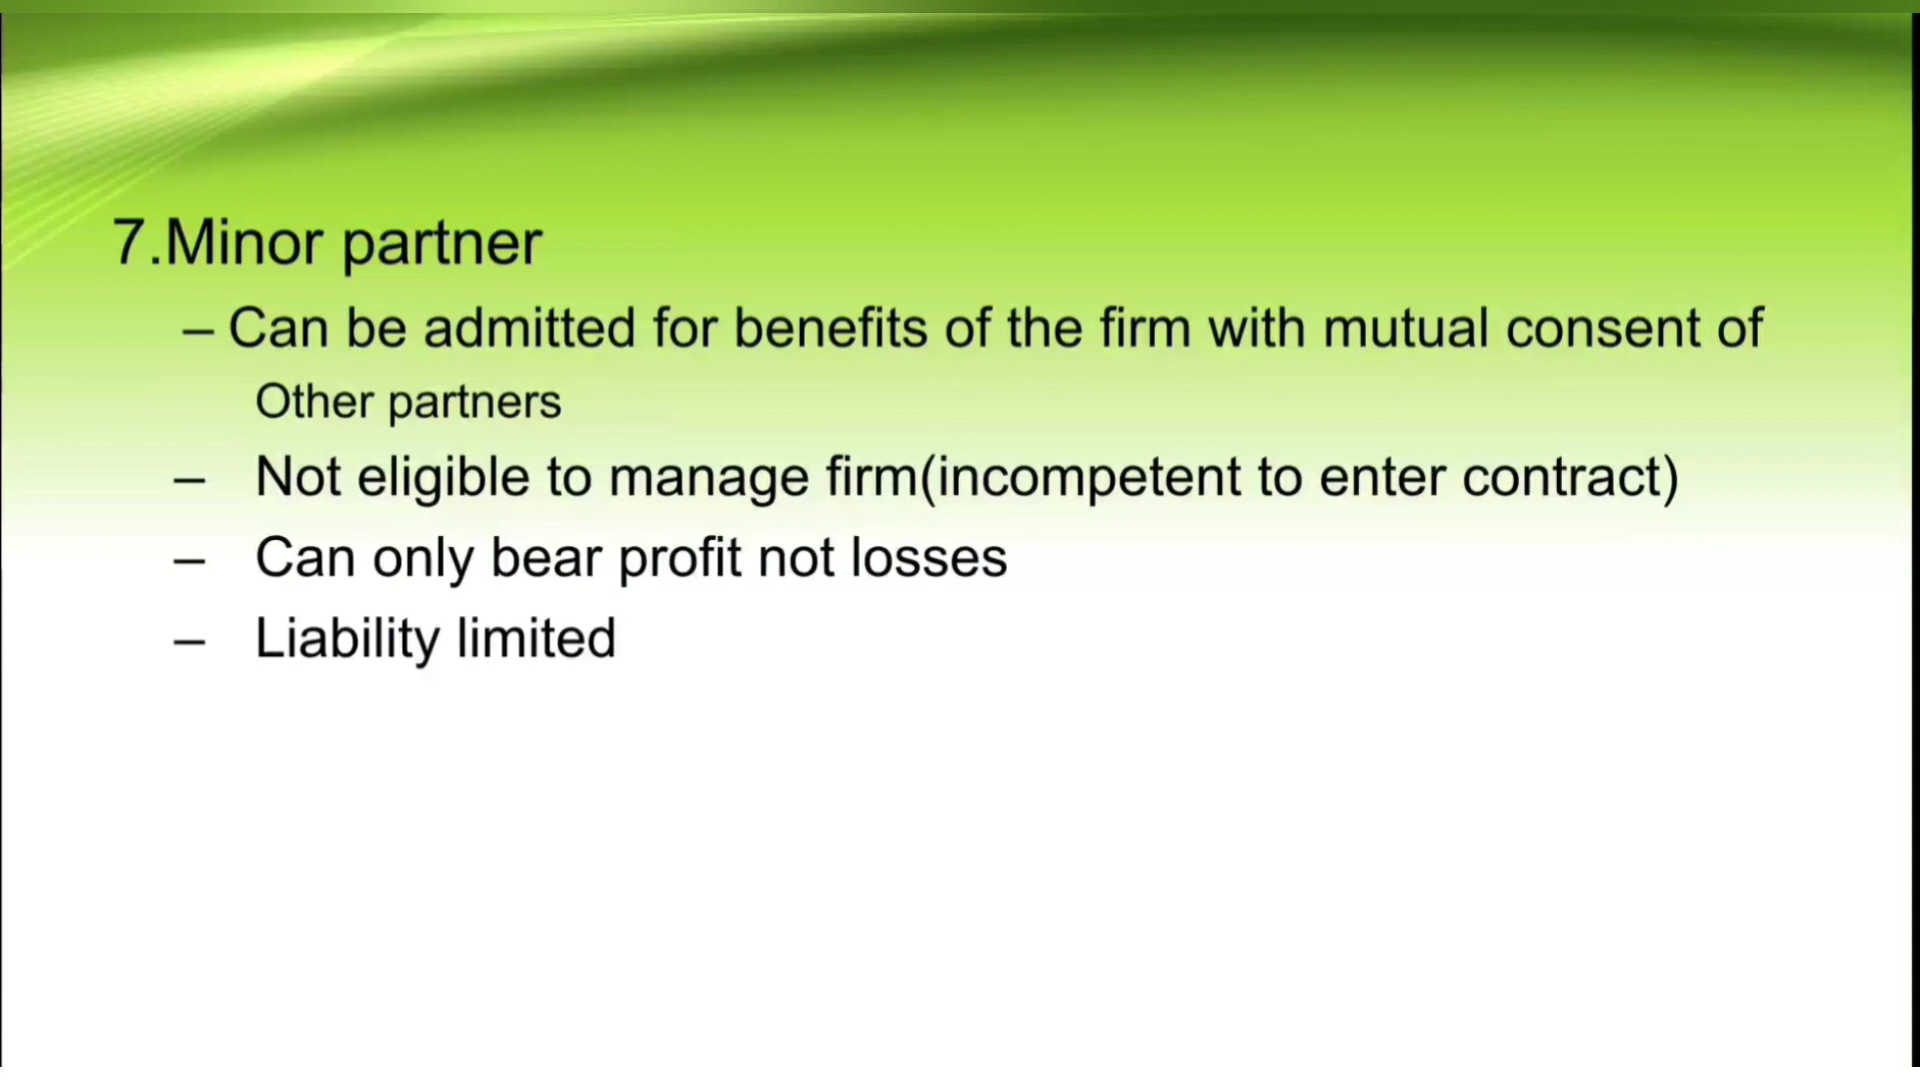 7.Minor partner
– Can be admitted for benefits of the firm with mutual consent of
Other partners
– Not eligible to manage firm(incompetent to enter contract)
– Can only bear profit not losses
– Liability limited